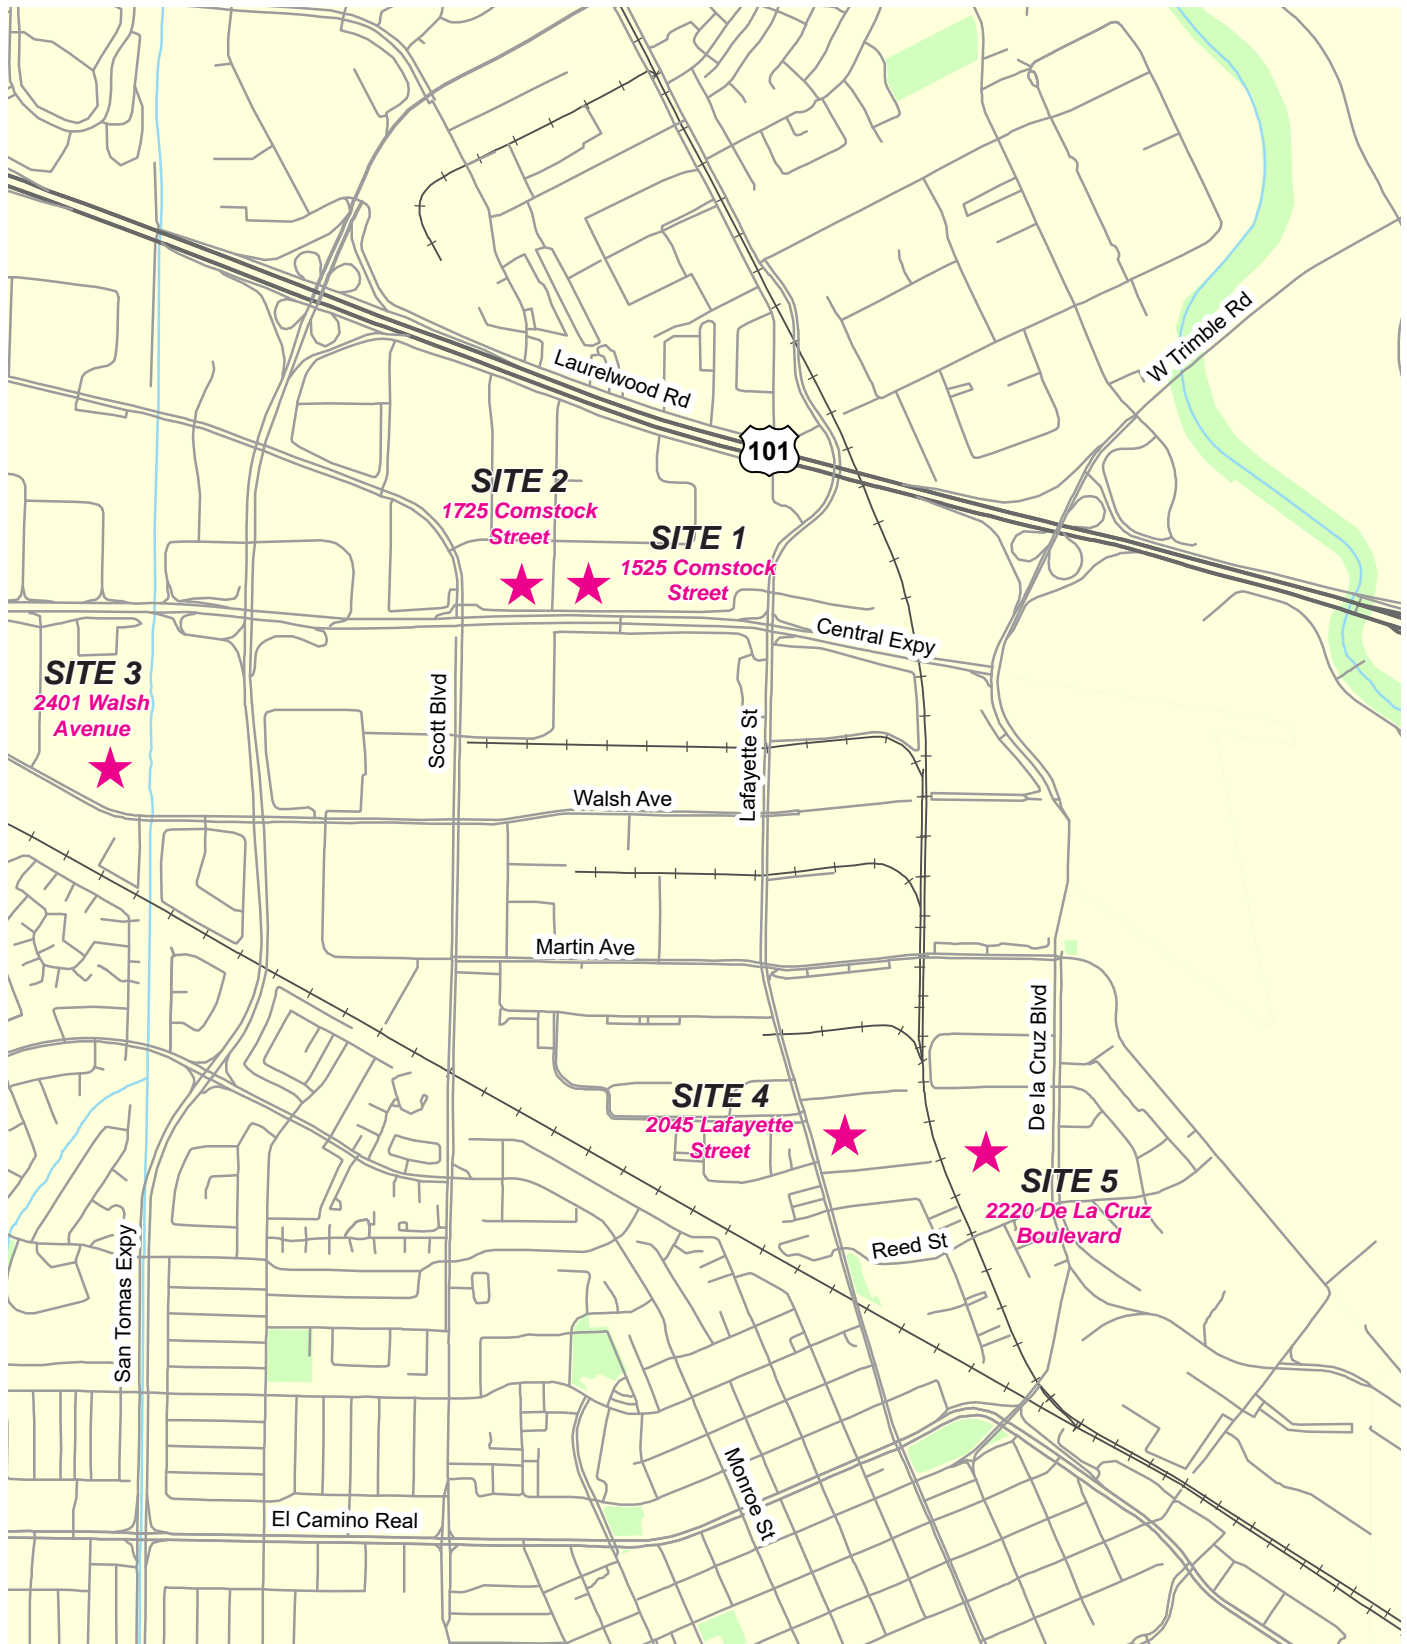 W Trimble Rd
Laurelwood Rd
101
SITE 2
1725 Comstock
Street
SITE 1
1525 Comstock
Street
Central Expy
SITE 3
2401 Walsh
Avenue
Scott Blvd
Lafayette St
Walsh Ave
Martin Ave
De la Cruz Blvd
SITE 4
2045 Lafayette
Street
SITE 5
2220 De La Cruz
Boulevard
Reed St
San Tomas Expy
Monroe St
El Camino Real